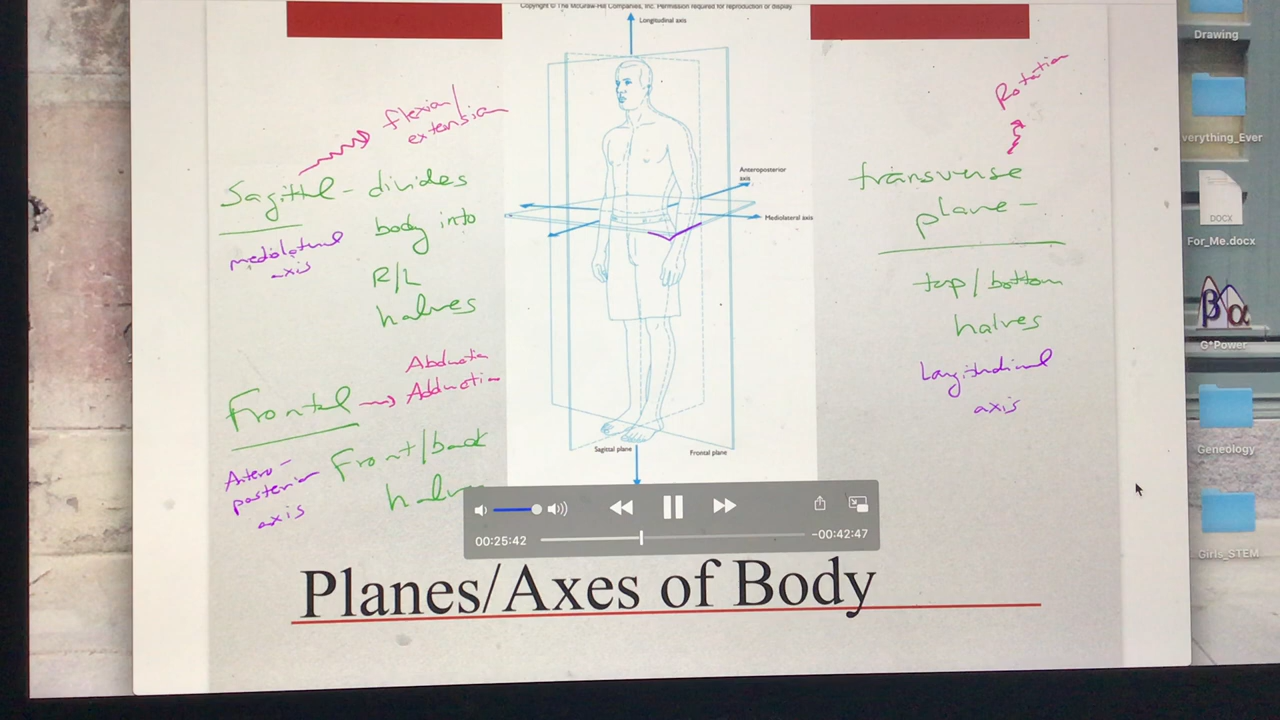 Copyright © The McGraw-Hill Companies, Inc. Permission required for reproduction or display
Longitudinal axis
Rotation
flexion/
extension
Sagittal - divides
body into
R/L
halves
mediolateral
axis
Anteroposterior
axis
Mediolateral axis
transverse
plane -
top/bottom
halves
Longitudinal
axis
Abduction
Adduction
Frontal
Front/back
halves
Antero-
posterior
axis
Sagittal plane
Frontal plane
00:25:42
-00:42:47
Planes/Axes of Body
Drawing
verything_Ever
DOCX
For_Me.docx
β α
G*Power
Geneology
Girls_STEM